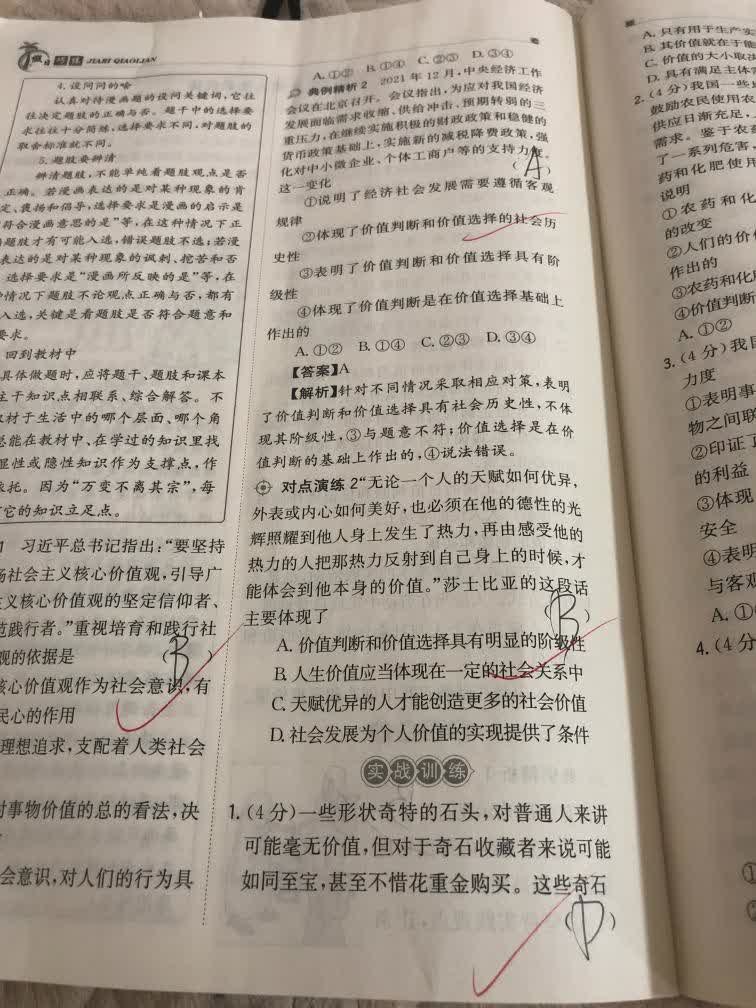 假日巧练 JIARI QIAOLIAN
4.设问问的啥
认真对待漫画题的设问关键词,它往
往决定题肢的正确与否。题干中的选择要
求往往十分简练,选择要求不同,对题肢的
取舍标准就不同。
5.题肢要辨清
辨清题肢,不能单纯看题肢观点是否
正确。若漫画表达的是对某种现象的肯
定、褒扬和倡导,选择要求是漫画的启示是
符合漫画意思的是”等,在这种情况下正
确题肢才有可能入选,错误题肢不选;若漫
表达的是对某种现象的讽刺、挖苦和否
选择要求是“漫画所反映的是”等,在
情况下题肢不论观点正确与否,都有
入选,关键是看题肢是否符合题意和
要求。
回到教材中
具体做题时,应将题干、题肢和课本
主干知识点相联系、综合解答。不
教材于生活中的哪个层面、哪个角
总能在教材中、在学过的知识里找
显性或隐性知识作为支撑点,作
依托。因为“万变不离其宗”,每
它的知识立足点。
1 习近平总书记指出:“要坚持
社会主义核心价值观,引导广
主义核心价值观的坚定信仰者、
范践行者。”重视培育和践行社
观的依据是 ( B )
核心价值观作为社会意识,有
民心的作用
理想追求,支配着人类社会
对事物价值的总的看法,决
会意识,对人们的行为具
A.①② B.①④ C.②③ D.③④
典例精析2 2021年12月,中央经济工作
会议在北京召开。会议指出,为应对我国经济
发展面临需求收缩、供给冲击、预期转弱的三
重压力,在继续实施积极的财政政策和稳健的
货币政策基础上,实施新的减税降费政策,强
化对中小微企业、个体工商户等的支持力度。
这一变化 ( A )
①说明了经济社会发展需要遵循客观
规律
②体现了价值判断和价值选择的社会历
史性
③表明了价值判断和价值选择具有阶
级性
④体现了价值判断是在价值选择基础上
作出的
A.①② B.①④ C.②③ D.③④
【答案】A
【解析】针对不同情况采取相应对策,表明
了价值判断和价值选择具有社会历史性,不体
现其阶级性,③与题意不符;价值选择是在价
值判断的基础上作出的,④说法错误。
对点演练2 “无论一个人的天赋如何优异,
外表或内心如何美好,也必须在他的德性的光
辉照耀到他人身上发生了热力,再由感受他的
热力的人把那热力反射到自己身上的时候,才
能体会到他本身的价值。”莎士比亚的这段话
主要体现了 ( B )
A.价值判断和价值选择具有明显的阶级性
B.人生价值应当体现在一定的社会关系中
C.天赋优异的人才能创造更多的社会价值
D.社会发展为个人价值的实现提供了条件
实战训练
1.(4分)一些形状奇特的石头,对普通人来讲
可能毫无价值,但对于奇石收藏者来说可能
如同至宝,甚至不惜花重金购买。这些奇石
( D )
A.只有用于生产实
B.其价值就在于能
C.价值的大小取决
D.具有满足主体
2.(4分)我国一些
鼓励农民使用农
供应日渐充足,
需求。鉴于农
了一系列危害,
药和化肥使用
说明
①农药和化
的改变
②人们的价
作出的
③农药和化
④价值判断
A.①②
3.(4分)我国
力度
①表明事
物之间联
②印证了
的利益
③体现
安全
④表明
与客观
A.①
4.(4分
①
②